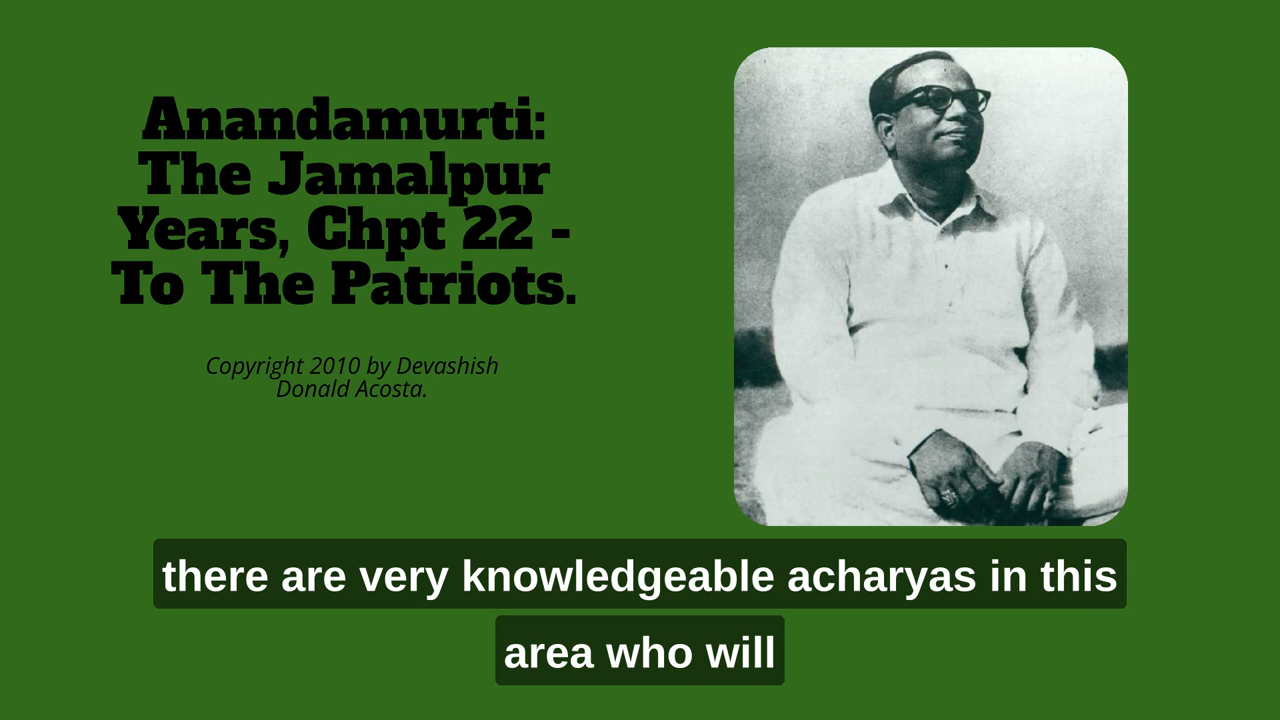 Anandamurti:
The Jamalpur
Years, Chpt 22 -
To The Patriots.
Copyright 2010 by Devashish
Donald Acosta.
there are very knowledgeable acharyas in this
area who will